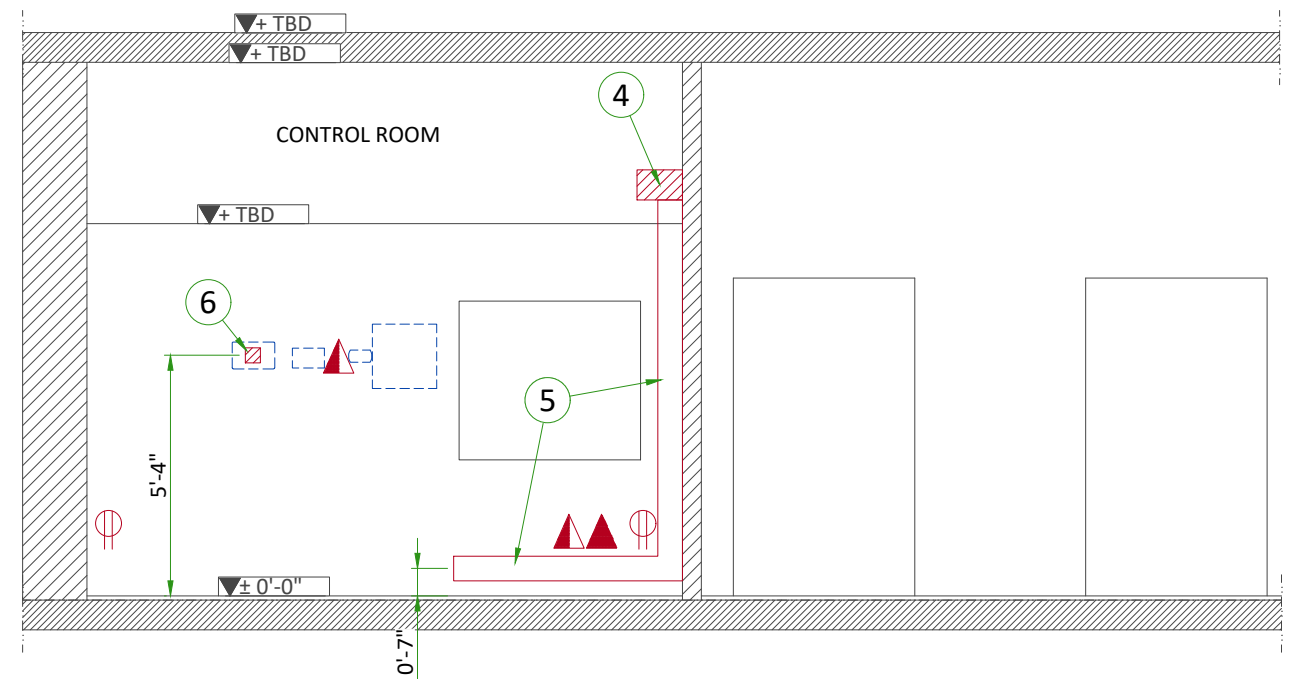 + TBD
+ TBD
4
CONTROL ROOM
+ TBD
6
5
5'-4"
± 0'-0"
0'-7"